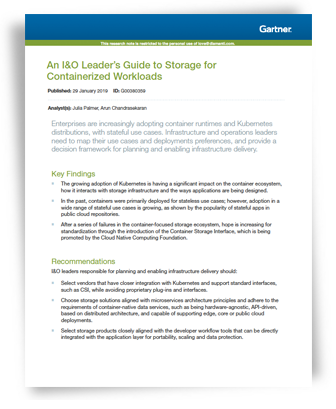 Gartner
This research note is restricted to the personal use of
An I&O Leader's Guide to Storage for
Containerized Workloads
Published: 29 January 2019 ID: G00380359
Analyst(s): Julia Palmer, Arun Chandrasekaran
Enterprises are increasingly adopting container runtimes and Kubernetes
distributions, with stateful use cases. Infrastructure and operations leaders
need to map their use cases and deployments preferences, and provide a
decision framework for planning and enabling infrastructure delivery.
Key Findings
The growing adoption of Kubernetes is having a significant impact on the container ecosystem,
how it interacts with storage infrastructure and the ways applications are being designed.
In the past, containers were primarily deployed for stateless use cases; however, adoption in a
wide range of stateful use cases is growing, as shown by the popularity of stateful apps in
public cloud repositories.
After a series of failures in the container-focused storage ecosystem, hope is increasing for
standardization through the introduction of the Container Storage Interface, which is being
promoted by the Cloud Native Computing Foundation.
Recommendations
I&O leaders responsible for planning and enabling infrastructure delivery should:
Select vendors that have closer integration with Kubernetes and support standard interfaces,
such as CSI, while avoiding proprietary plug-ins and interfaces.
Choose storage solutions aligned with microservices architecture principles and adhere to the
requirements of container-native data services, such as being hardware-agnostic, API-driven,
based on distributed architecture, and capable of supporting edge, core or public cloud
deployments.
Select storage products closely aligned with the developer workflow tools that can be directly
integrated with the application layer for portability, scaling and data protection.